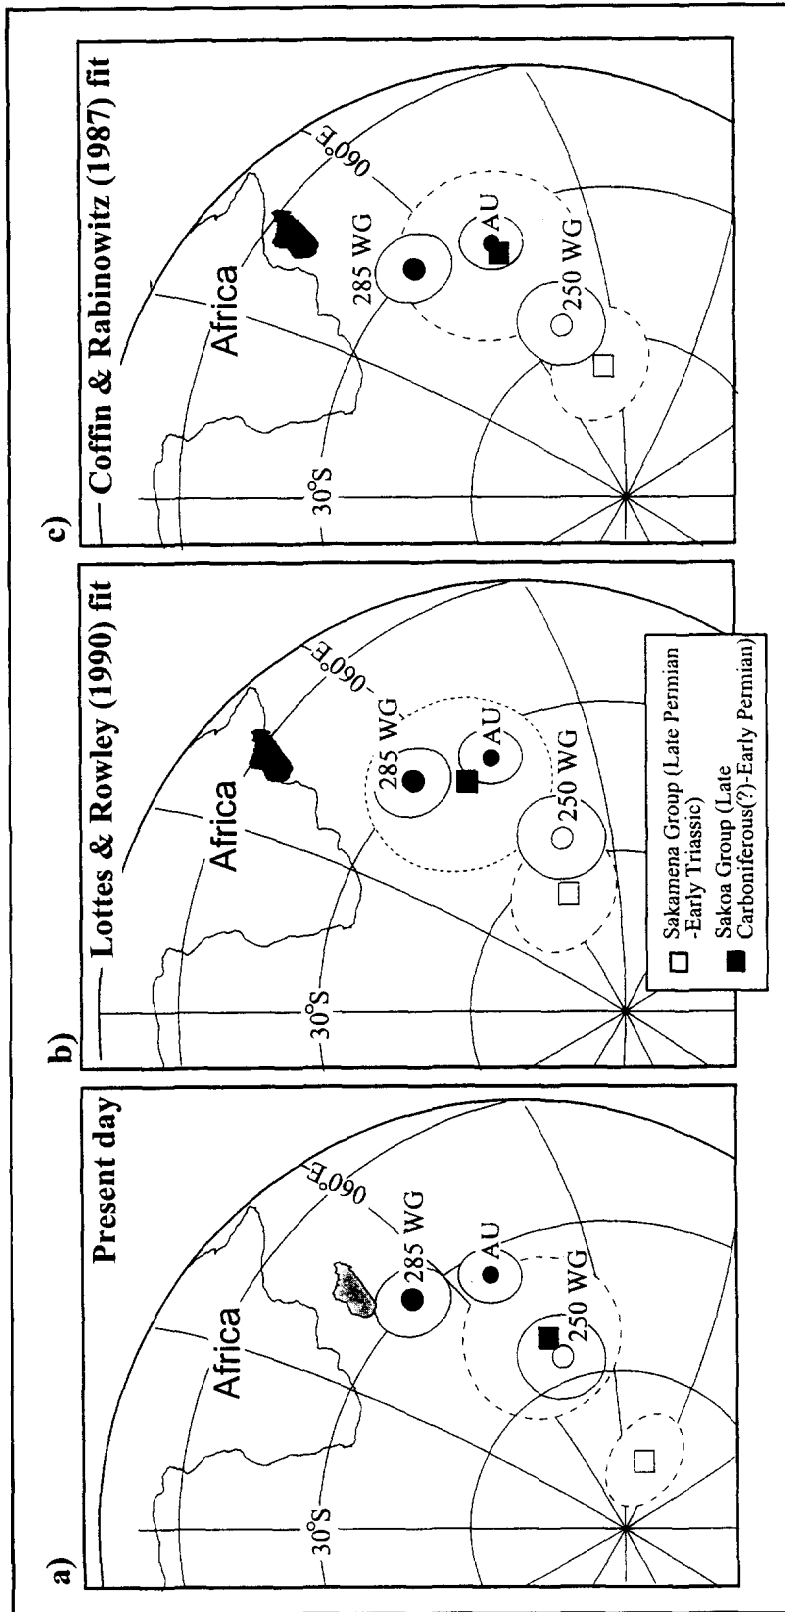 a)
Present day
Africa
060°E
30°S
285 WG
AU
250 WG
b)
Lottes & Rowley (1990) fit
Africa
060°E
30°S
285 WG
AU
250 WG
Sakamena Group (Late Permian
-Early Triassic)
Sakoa Group (Late
Carboniferous(?)-Early Permian)
c)
Coffin & Rabinowitz (1987) fit
Africa
060°E
30°S
285 WG
AU
250 WG